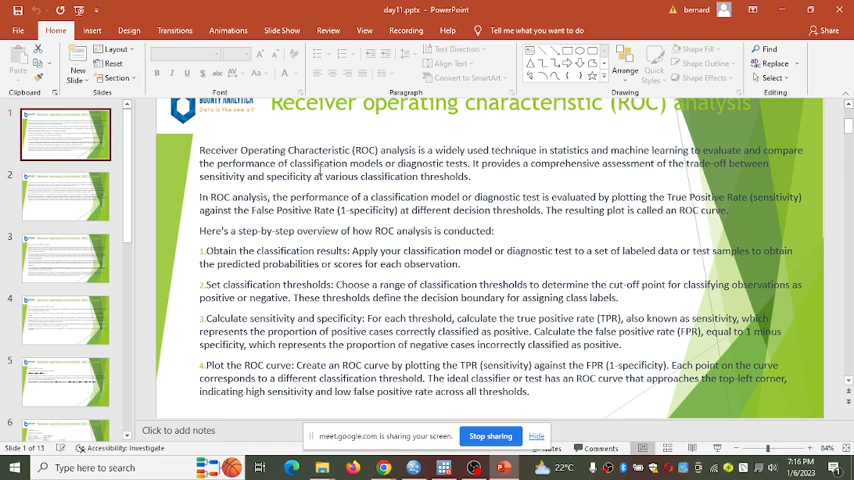 day11.pptx - PowerPoint
bernard
File Home Insert Design Transitions Animations Slide Show Review View Recording Help Tell me what you want to do
Share
Paste
Clipboard
New
Slide
Layout
Reset
Section
Slides
Font
Paragraph
Text Direction
Align Text
Convert to SmartArt
Drawing
Arrange
Quick
Styles
Shape Fill
Shape Outline
Shape Effects
Find
Replace
Select
Editing
1
2
3
4
5
6
BOUNTY ANALYTICA
Data is the new oil
Receiver operating characteristic (ROC) analysis
Receiver Operating Characteristic (ROC) analysis is a widely used technique in statistics and machine learning to evaluate and compare
the performance of classification models or diagnostic tests. It provides a comprehensive assessment of the trade-off between
sensitivity and specificity at various classification thresholds.
In ROC analysis, the performance of a classification model or diagnostic test is evaluated by plotting the True Positive Rate (sensitivity)
against the False Positive Rate (1-specificity) at different decision thresholds. The resulting plot is called an ROC curve.
Here's a step-by-step overview of how ROC analysis is conducted:
1.Obtain the classification results: Apply your classification model or diagnostic test to a set of labeled data or test samples to obtain
the predicted probabilities or scores for each observation.
2.Set classification thresholds: Choose a range of classification thresholds to determine the cut-off point for classifying observations as
positive or negative. These thresholds define the decision boundary for assigning class labels.
3.Calculate sensitivity and specificity: For each threshold, calculate the true positive rate (TPR), also known as sensitivity, which
represents the proportion of positive cases correctly classified as positive. Calculate the false positive rate (FPR), equal to 1 minus
specificity, which represents the proportion of negative cases incorrectly classified as positive.
4.Plot the ROC curve: Create an ROC curve by plotting the TPR (sensitivity) against the FPR (1-specificity). Each point on the curve
corresponds to a different classification threshold. The ideal classifier or test has an ROC curve that approaches the top-left corner,
indicating high sensitivity and low false positive rate across all thresholds.
Click to add notes
meet.google.com is sharing your screen.
Stop sharing
Hide
Slide 1 of 13
Accessibility: Investigate
Notes
Comments
84%
Type here to search
22°C
7:16 PM
1/6/2023